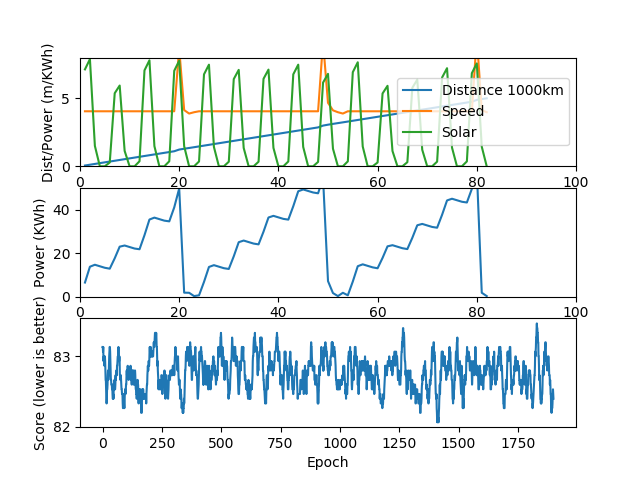 Dist/Power (m/KWh)
5
0
Distance 1000km
Speed
Solar
0 20 40 60 80 100
Power (KWh)
40
20
0
0 20 40 60 80 100
Score (lower is better)
83
82
0 250 500 750 1000 1250 1500 1750
Epoch